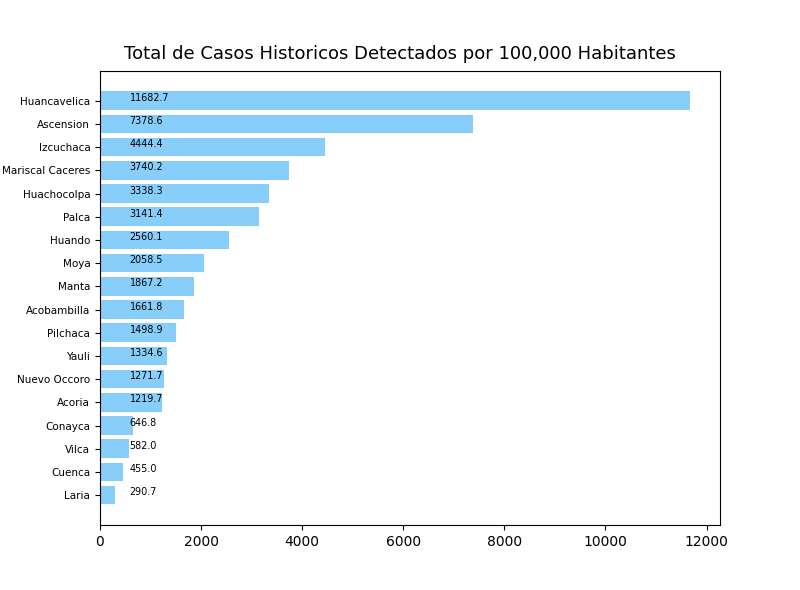 Total de Casos Historicos Detectados por 100,000 Habitantes
Huancavelica 11682.7
Ascension 7378.6
Izcuchaca 4444.4
Mariscal Caceres 3740.2
Huachocolpa 3338.3
Palca 3141.4
Huando 2560.1
Moya 2058.5
Manta 1867.2
Acobambilla 1661.8
Pilchaca 1498.9
Yauli 1334.6
Nuevo Occoro 1271.7
Acoria 1219.7
Conayca 646.8
Vilca 582.0
Cuenca 455.0
Laria 290.7
0 2000 4000 6000 8000 10000 12000